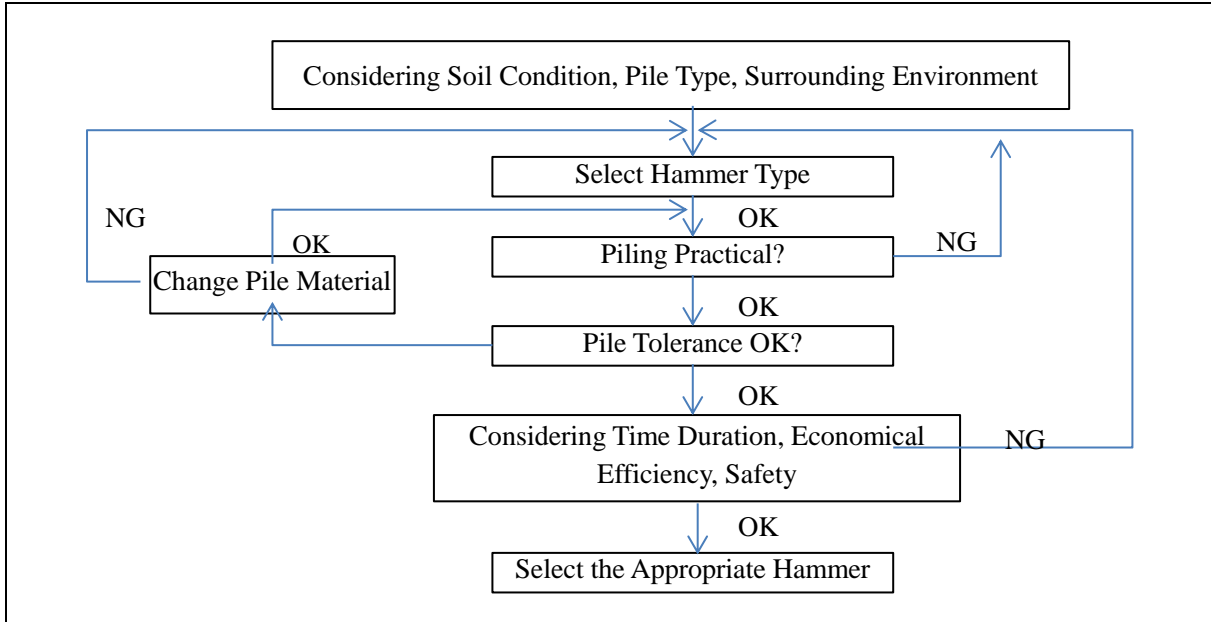 Considering Soil Condition, Pile Type, Surrounding Environment
Select Hammer Type
NG
OK
OK
Piling Practical?
NG
Change Pile Material
OK
Pile Tolerance OK?
OK
Considering Time Duration, Economical
Efficiency, Safety
NG
OK
Select the Appropriate Hammer